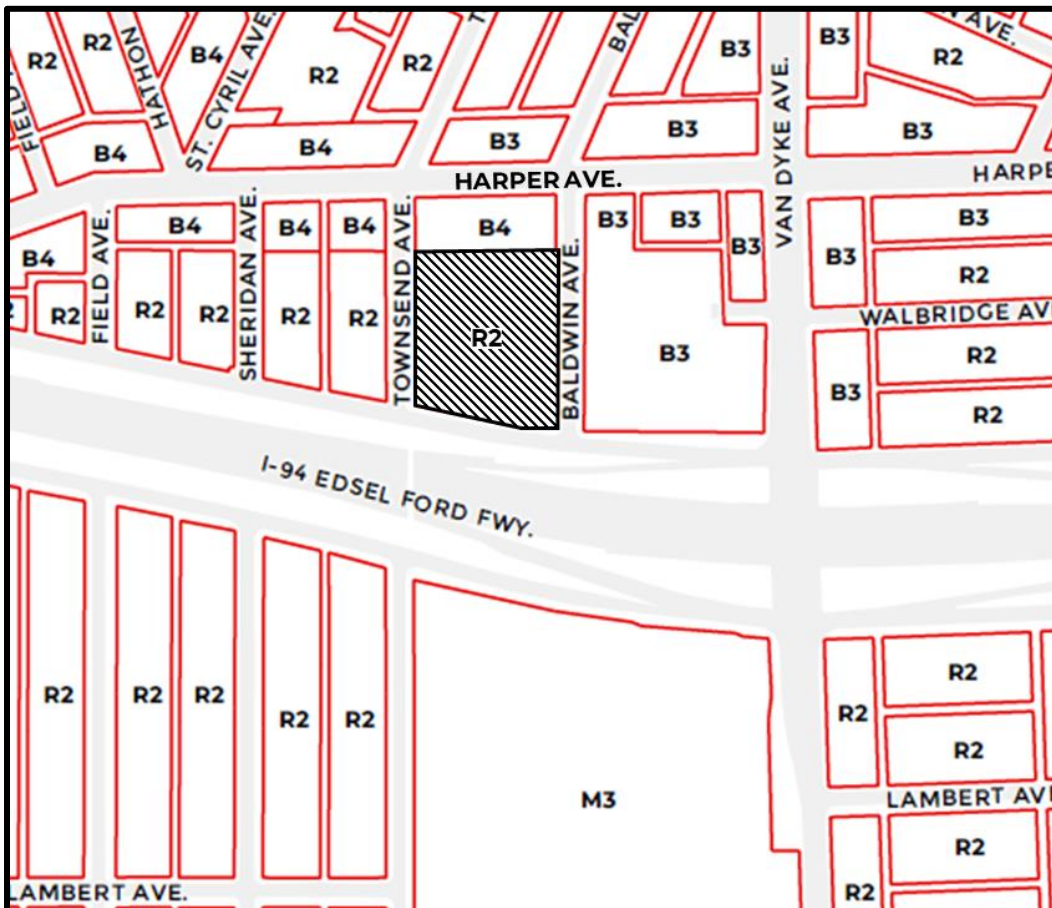 R2
R2
HATHON
B4
ST. CYRIL AVE.
R2
R2
B3
VAN DYKE AVE.
B3
AVE.
R2
FIELD
B4
B4
B3
B3
B3
HARPER AVE.
HARPE
B4
FIELD AVE.
B4
SHERIDAN AVE.
B4
B4
TOWNSEND AVE.
B4
BALDWIN AVE.
B3
B3
B3
B3
B3
R2
R2
R2
R2
R2
R2
R2
B3
WALBRIDGE AV
B3
R2
R2
I-94 EDSEL FORD FWY.
R2
R2
R2
R2
R2
M3
R2
R2
R2
LAMBERT AV
LAMBERT AVE.
R2
R2